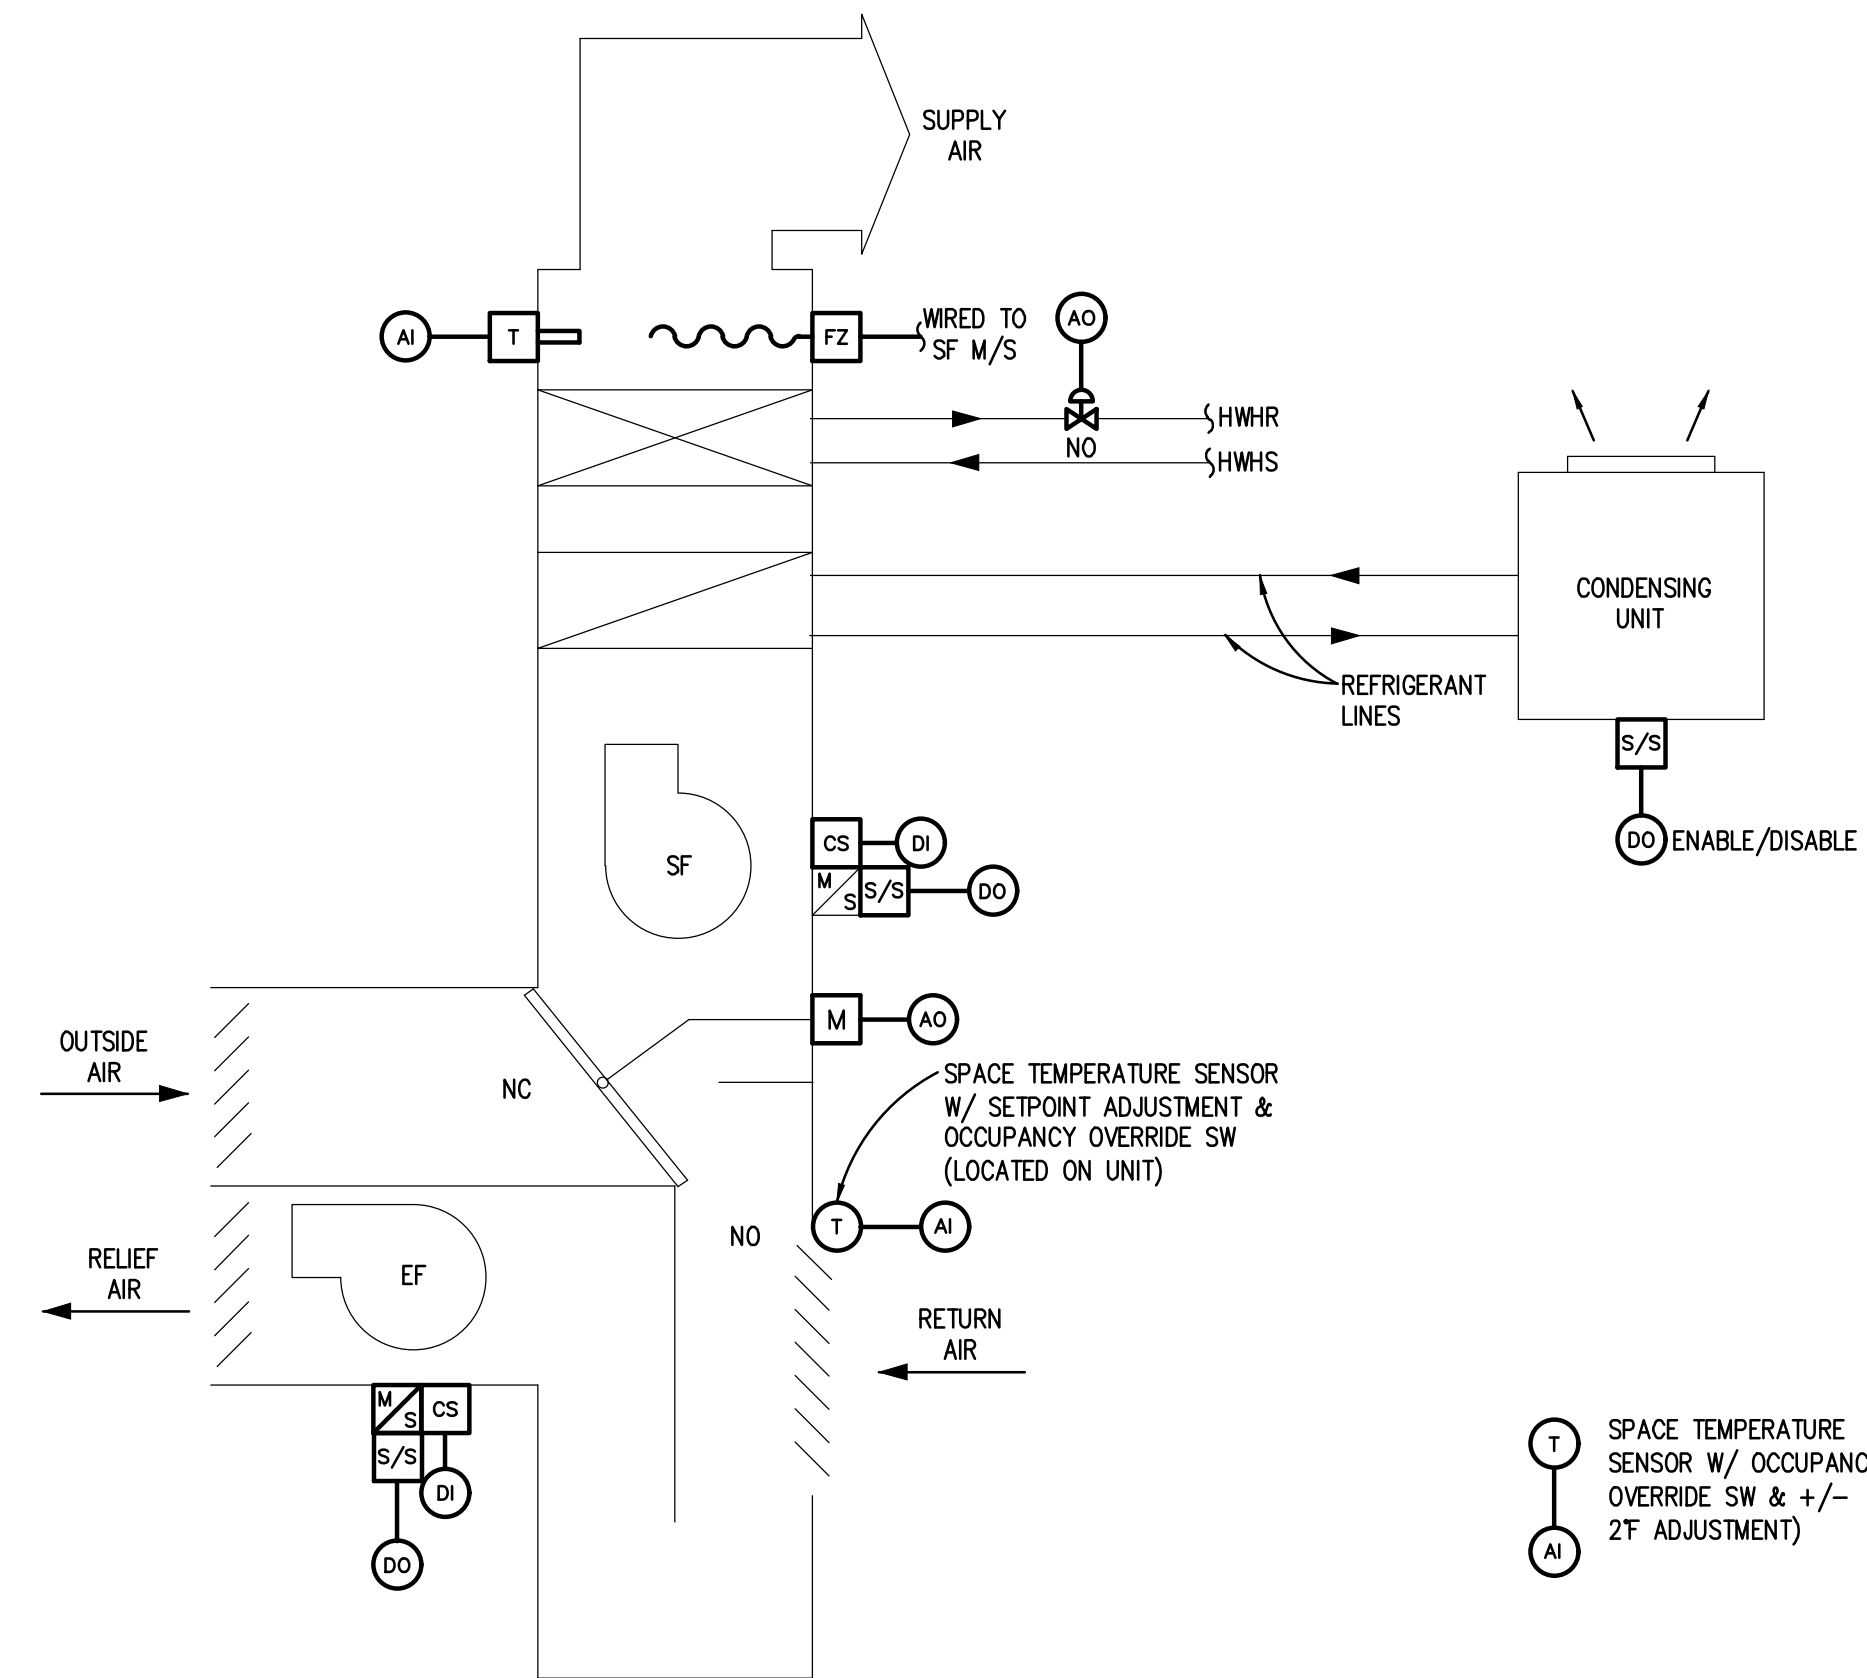 SUPPLY
AIR
AI
T
FZ
WIRED TO
SF M/S
AO
HWHR
NO
HWHS
CONDENSING
UNIT
REFRIGERANT
LINES
S/S
DO
ENABLE/DISABLE
SF
CS
DI
M
S
S/S
DO
M
AO
OUTSIDE
AIR
NC
SPACE TEMPERATURE SENSOR
W/ SETPOINT ADJUSTMENT &
OCCUPANCY OVERRIDE SW
(LOCATED ON UNIT)
T
AI
NO
RELIEF
AIR
EF
RETURN
AIR
M
S
CS
S/S
DI
DO
T
AI
SPACE TEMPERATURE
SENSOR W/ OCCUPANC
OVERRIDE SW & +/-
2°F ADJUSTMENT)